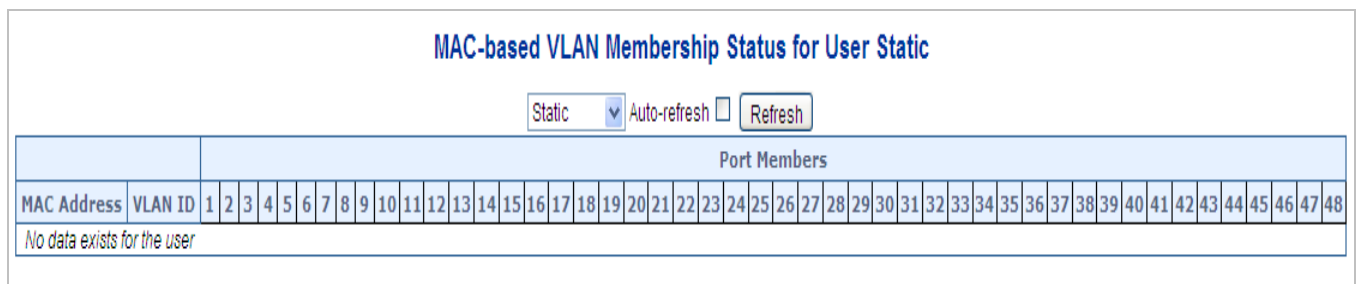 MAC-based VLAN Membership Status for User Static
Static Auto-refresh Refresh
Port Members
MAC Address VLAN ID 1 2 3 4 5 6 7 8 9 10 11 12 13 14 15 16 17 18 19 20 21 22 23 24 25 26 27 28 29 30 31 32 33 34 35 36 37 38 39 40 41 42 43 44 45 46 47 48
No data exists for the user